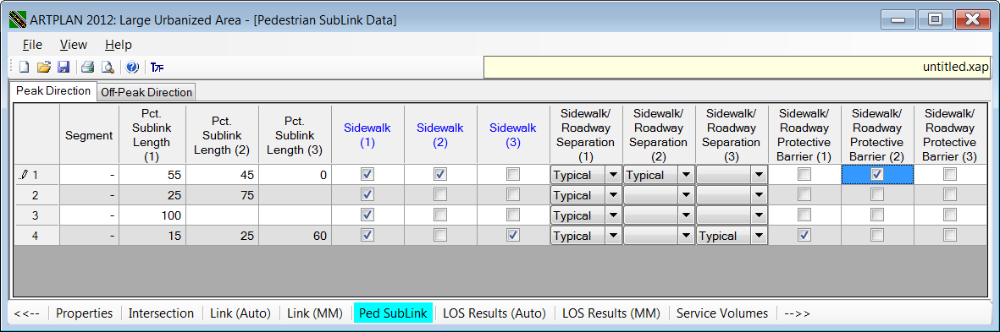 ARTPLAN 2012: Large Urbanized Area - [Pedestrian SubLink Data]
File View Help
T7F
untitled.xap
Peak Direction Off-Peak Direction
Segment Pct. Sublink Length (1) Pct. Sublink Length (2) Pct. Sublink Length (3) Sidewalk (1) Sidewalk (2) Sidewalk (3) Sidewalk/ Roadway Separation (1) Sidewalk/ Roadway Separation (2) Sidewalk/ Roadway Separation (3) Sidewalk/ Roadway Protective Barrier (1) Sidewalk/ Roadway Protective Barrier (2) Sidewalk/ Roadway Protective Barrier (3)
1 - 55 45 0 Typical Typical
2 - 25 75 Typical
3 - 100 Typical
4 - 15 25 60 Typical Typical
<<-- Properties Intersection Link (Auto) Link (MM) Ped SubLink LOS Results (Auto) LOS Results (MM) Service Volumes -->>